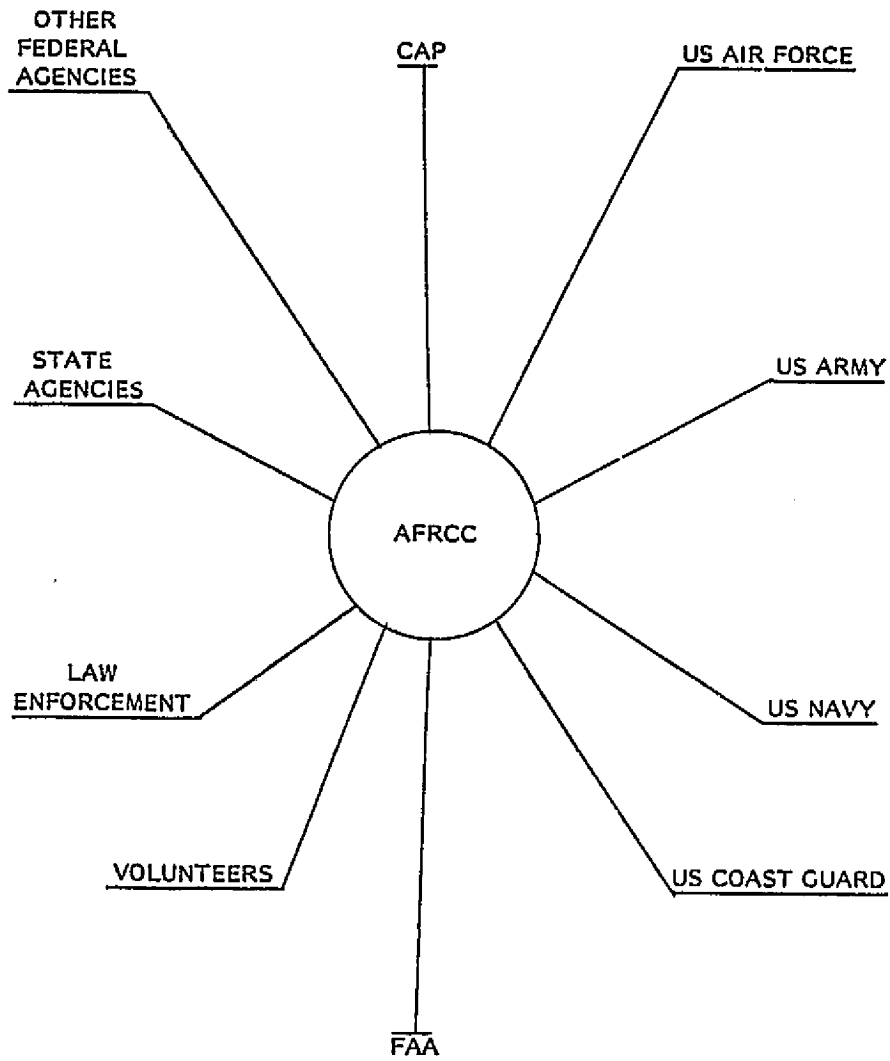 OTHER
FEDERAL
AGENCIES
CAP
US AIR FORCE
STATE
AGENCIES
US ARMY
AFRCC
LAW
ENFORCEMENT
US NAVY
VOLUNTEERS
US COAST GUARD
FAA